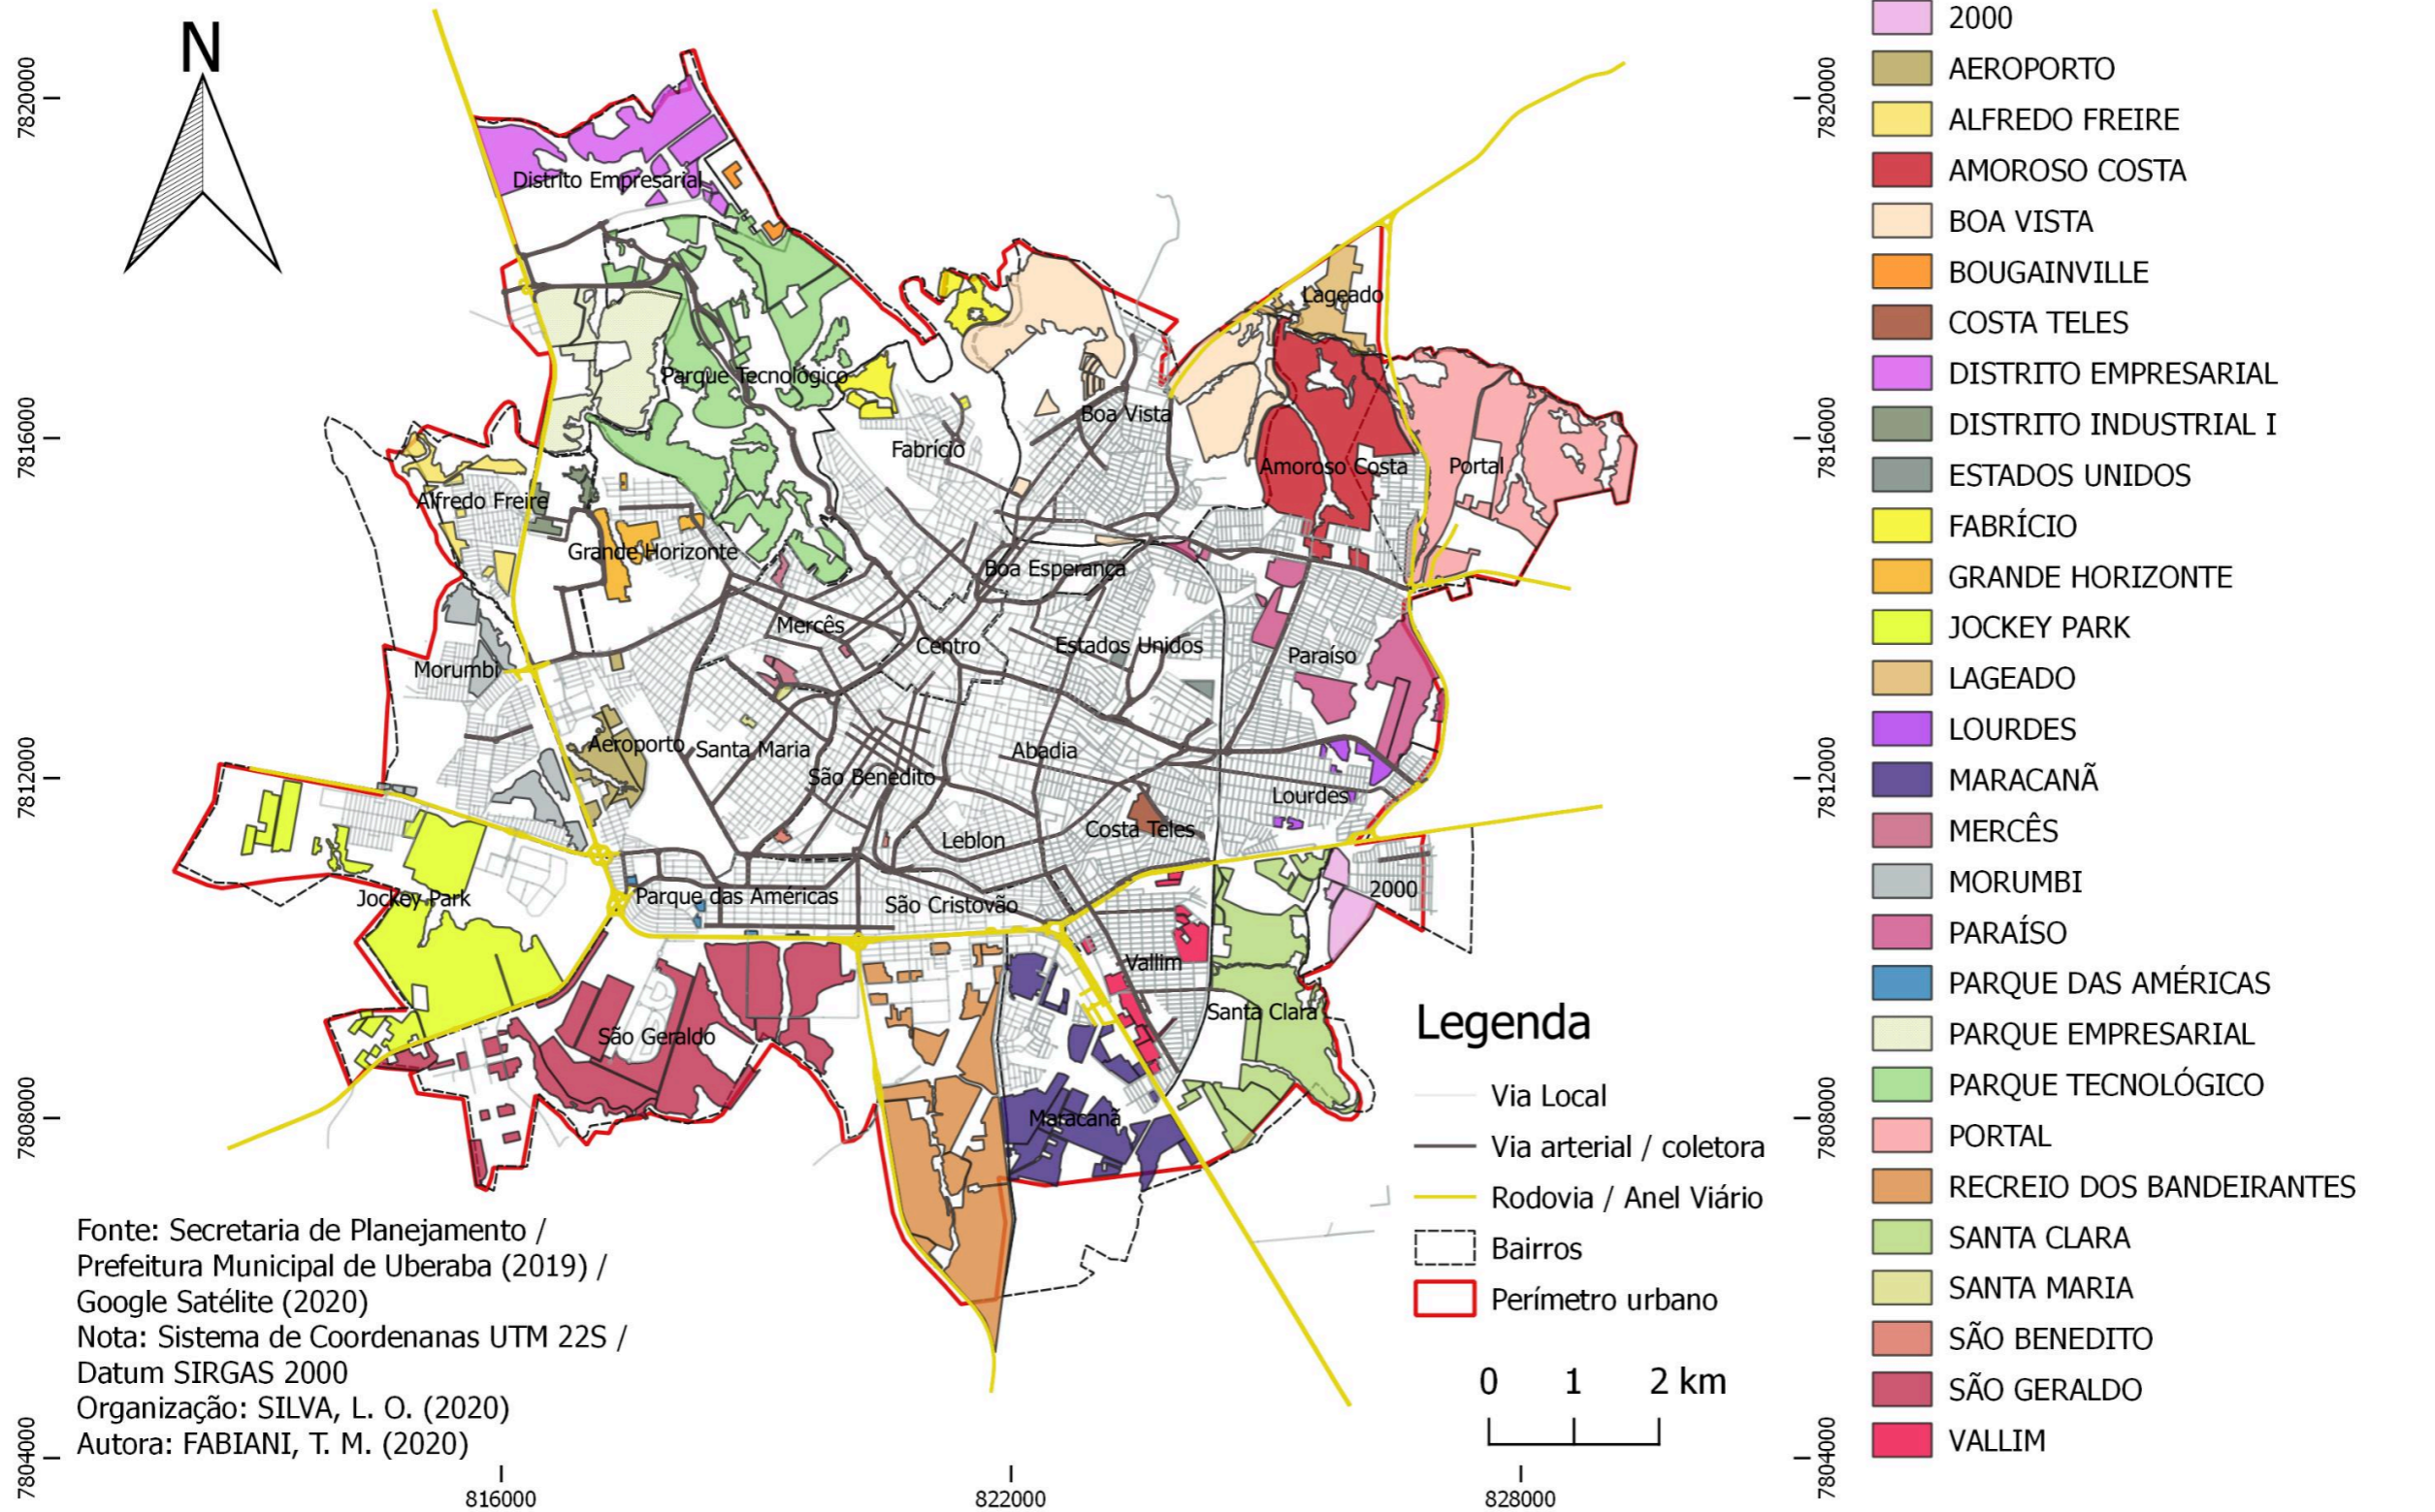 N
7820000
7816000
7812000
7808000
7804000
816000
822000
828000
7820000
7816000
7812000
7808000
7804000
Distrito Empresarial
Lageado
Parque Tecnológico
Boa Vista
Fabrício
Amoroso Costa
Portal
Alfredo Freire
Grande Horizonte
Boa Esperança
Mercês
Centro
Estados Unidos
Paraíso
Morumbi
Aeroporto
Santa Maria
Abadia
São Benedito
Lourdes
Costa Teles
Leblon
Jockey Park
Parque das Américas
São Cristovão
2000
Vallim
Santa Clara
São Geraldo
Maracanã
Legenda
Via Local
Via arterial / coletora
Rodovia / Anel Viário
Bairros
Perímetro urbano
0 1 2 km
Fonte: Secretaria de Planejamento /
Prefeitura Municipal de Uberaba (2019) /
Google Satélite (2020)
Nota: Sistema de Coordenanas UTM 22S /
Datum SIRGAS 2000
Organização: SILVA, L. O. (2020)
Autora: FABIANI, T. M. (2020)
2000
AEROPORTO
ALFREDO FREIRE
AMOROSO COSTA
BOA VISTA
BOUGAINVILLE
COSTA TELES
DISTRITO EMPRESARIAL
DISTRITO INDUSTRIAL I
ESTADOS UNIDOS
FABRÍCIO
GRANDE HORIZONTE
JOCKEY PARK
LAGEADO
LOURDES
MARACANÃ
MERCÊS
MORUMBI
PARAÍSO
PARQUE DAS AMÉRICAS
PARQUE EMPRESARIAL
PARQUE TECNOLÓGICO
PORTAL
RECREIO DOS BANDEIRANTES
SANTA CLARA
SANTA MARIA
SÃO BENEDITO
SÃO GERALDO
VALLIM